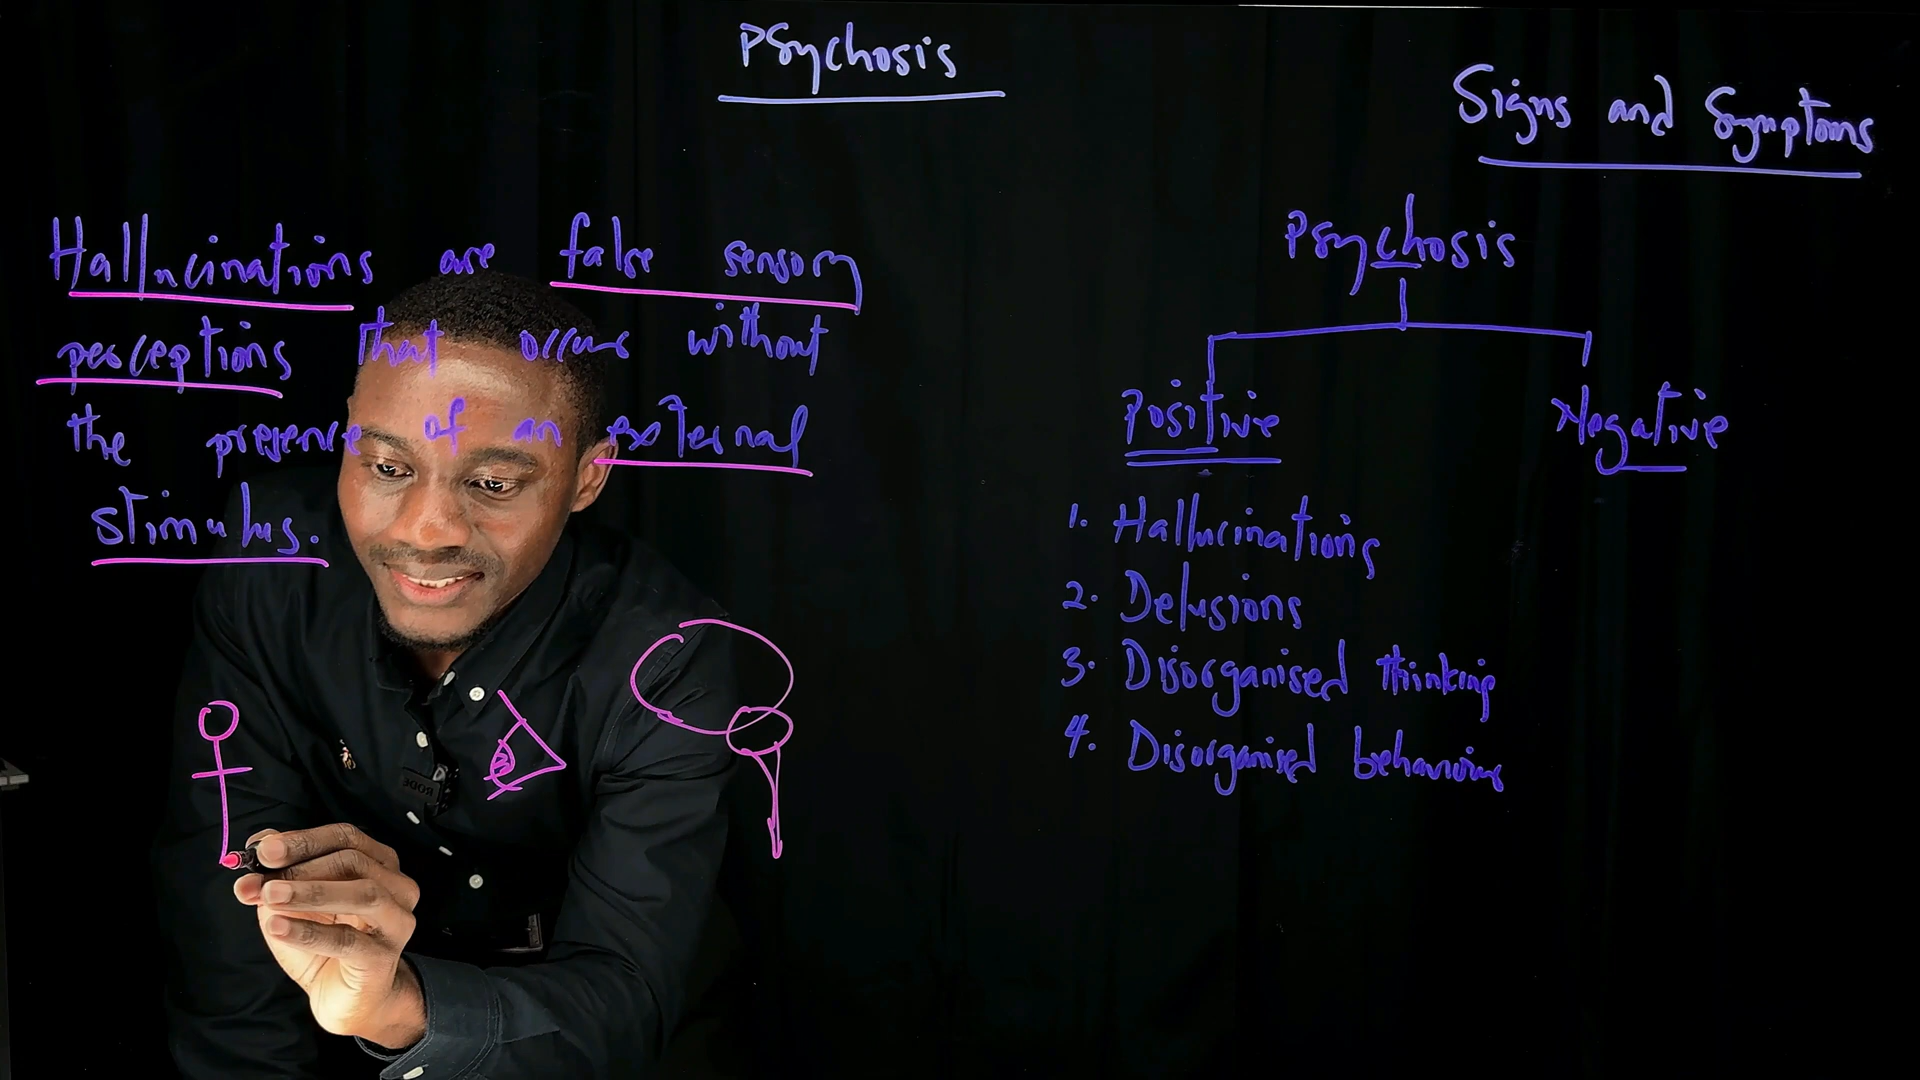 Psychosis
Signs and Symptoms
Hallucinations are false sensory
perceptions that occurs without
the presence of an external
stimulus.
Psychosis
Positive
Negative
1. Hallucinations
2. Delusions
3. Disorganised thinking
4. Disorganised behaviours
RODE